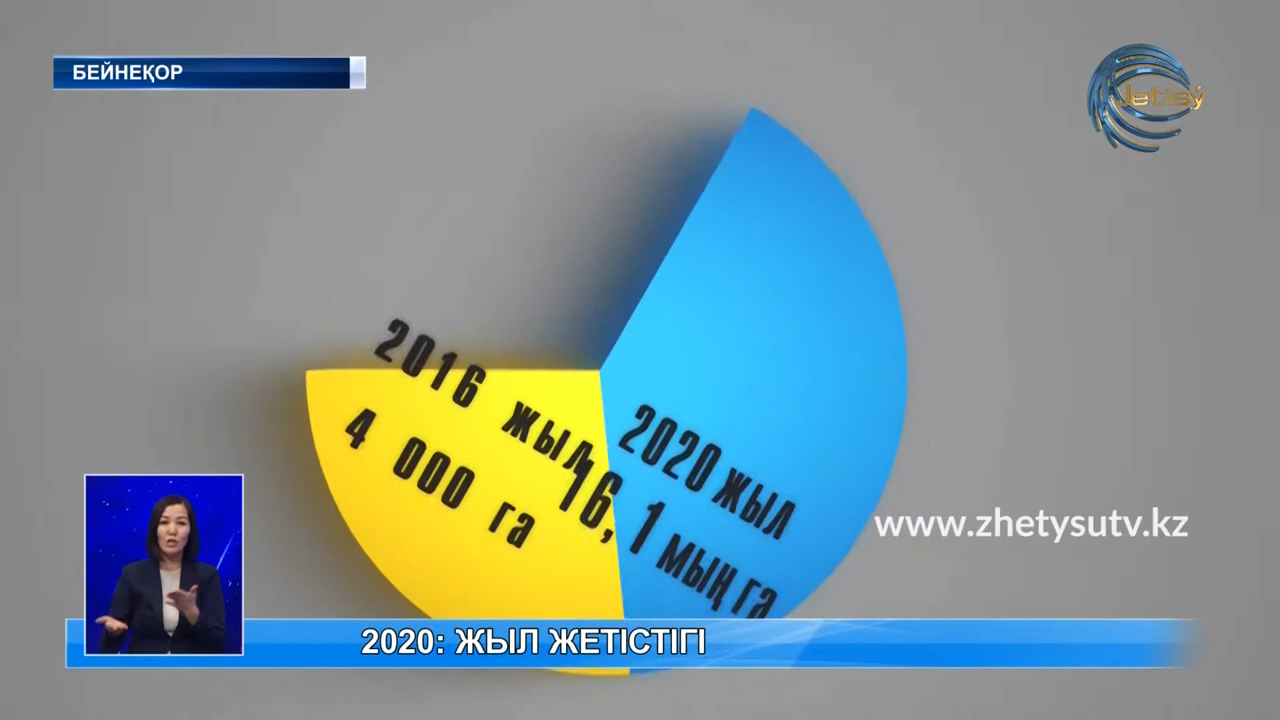 БЕЙНЕҚОР
Jetisý
2016 жыл
4 000 га
2020 жыл
16, 1 мың га
www.zhetysutv.kz
2020: ЖЫЛ ЖЕТІСТІГІ